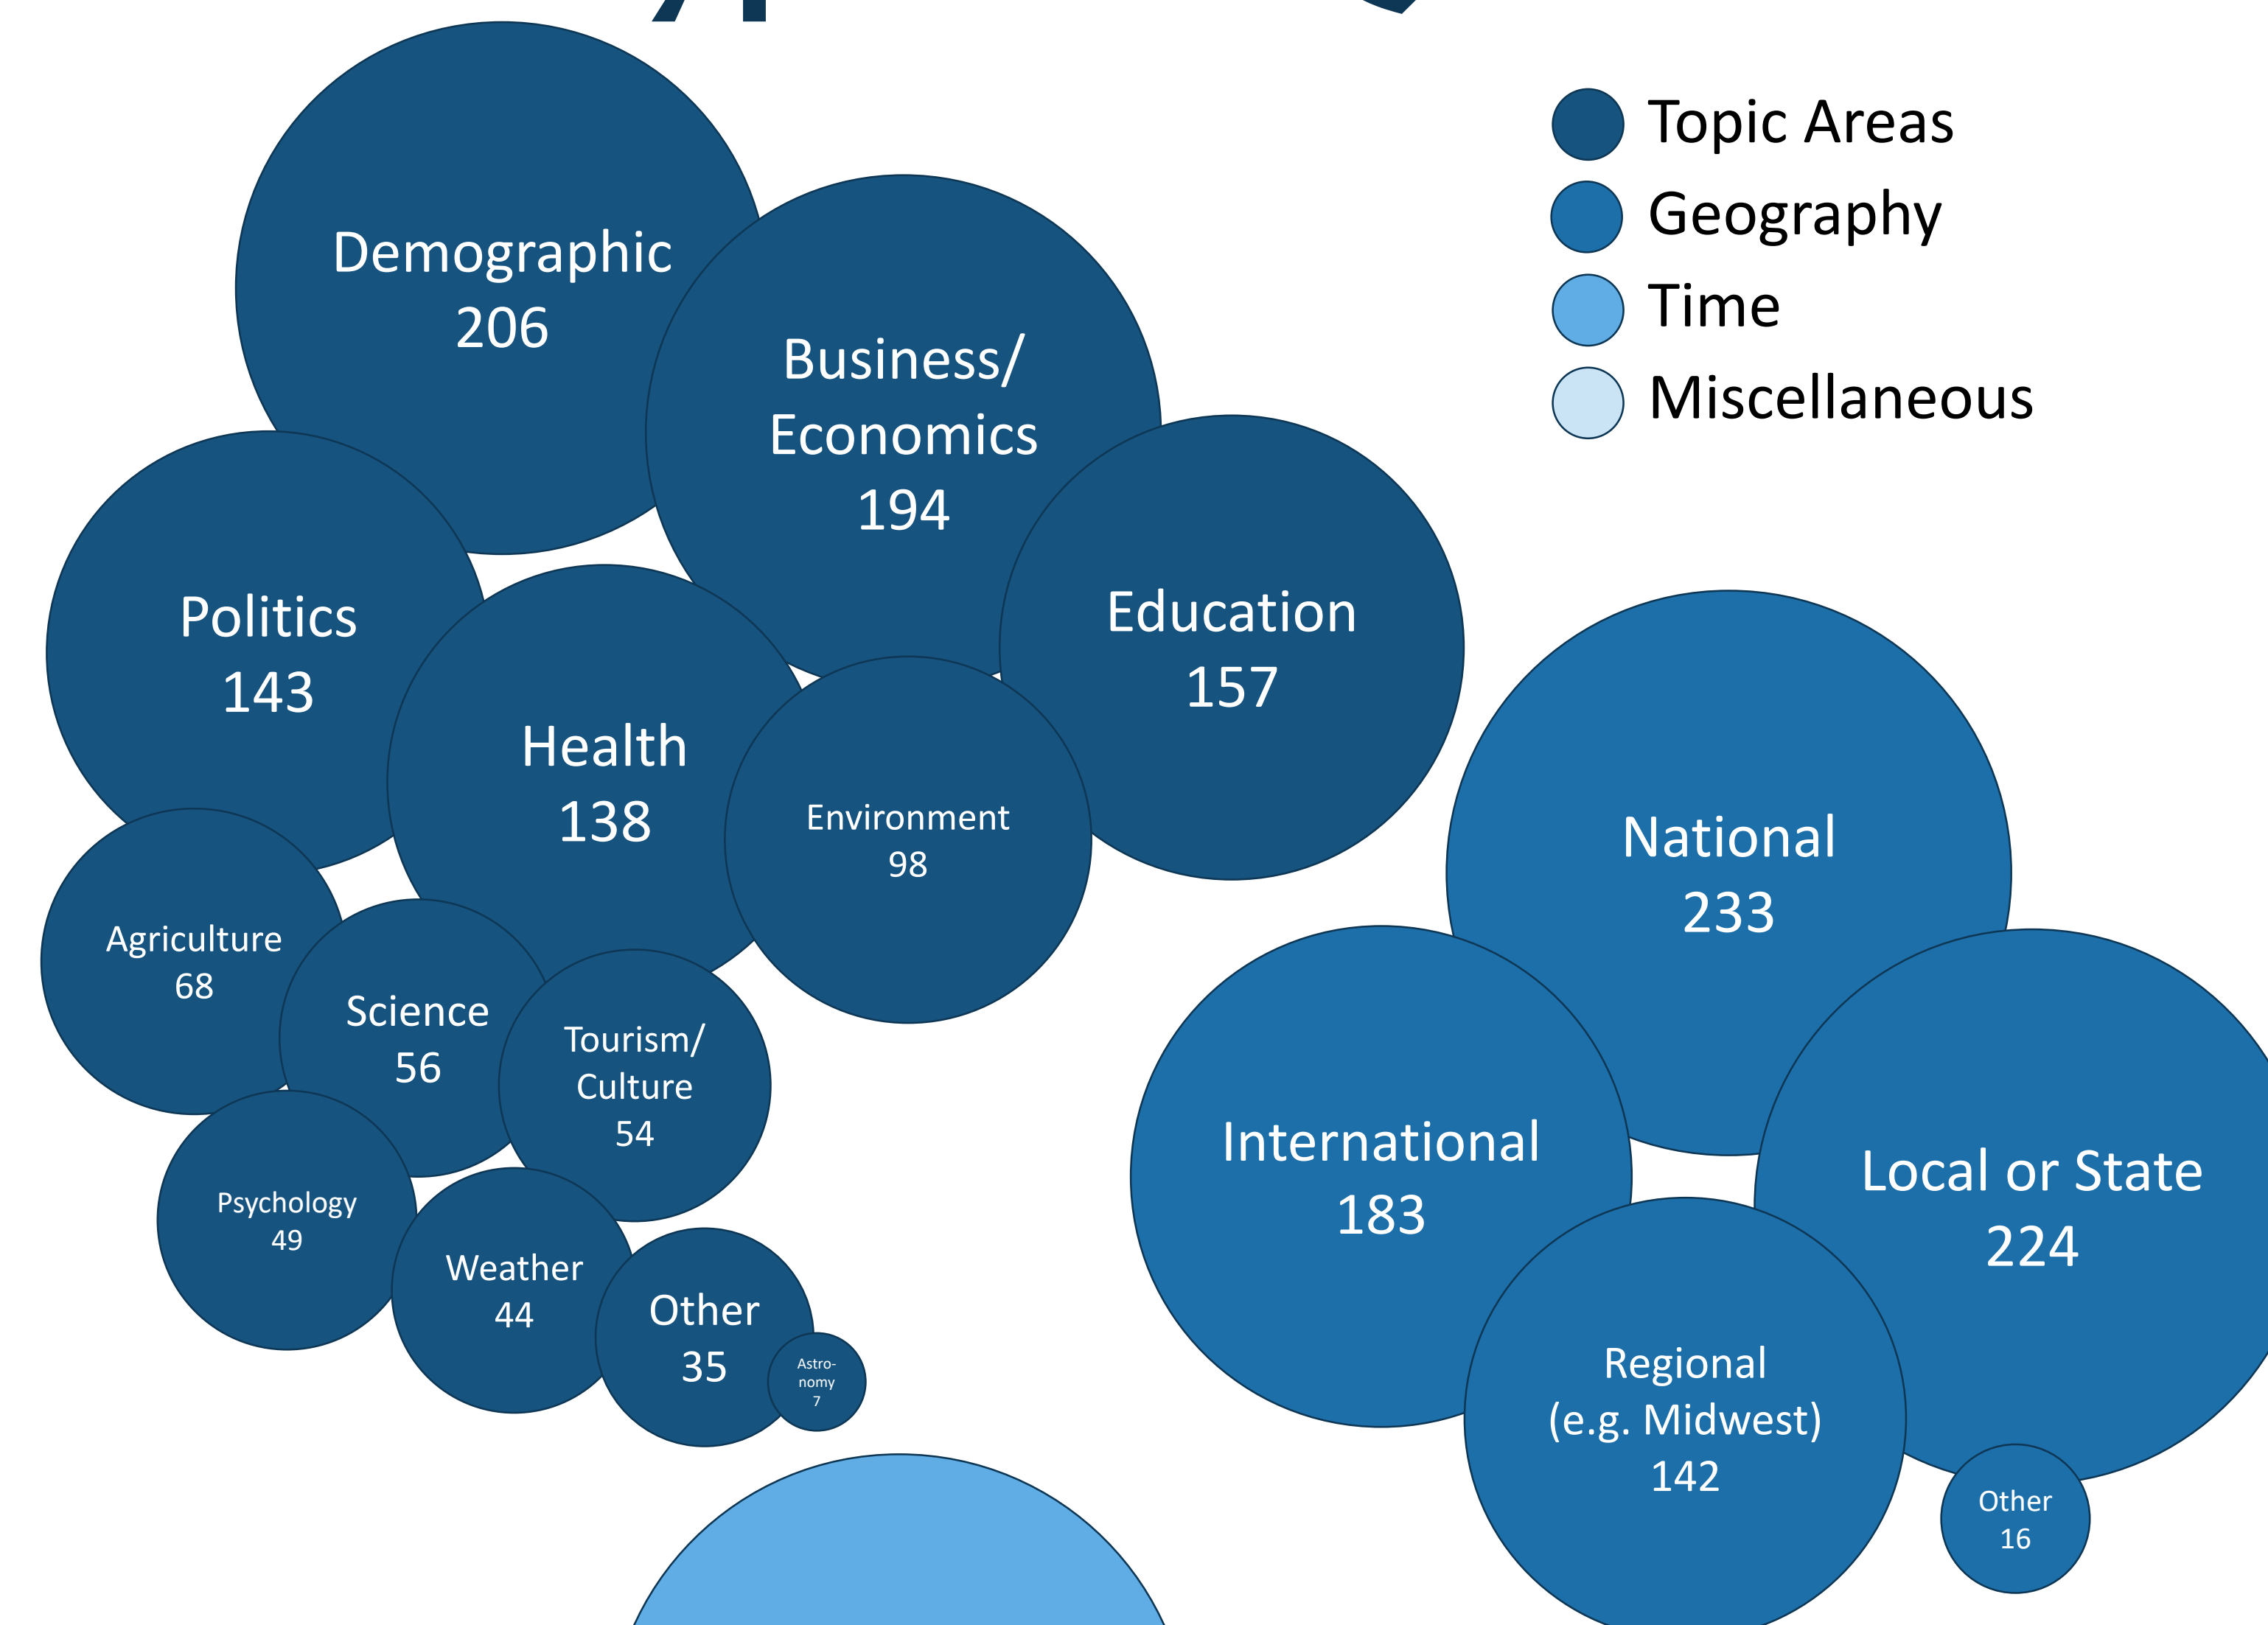 Topic Areas
Geography
Time
Miscellaneous
Demographic
206
Business/
Economics
194
Education
157
Politics
143
Health
138
Environment
98
Agriculture
68
Science
56
Tourism/
Culture
54
Psychology
49
Weather
44
Other
35
Astro-
nomy
7
National
233
International
183
Local or State
224
Regional
(e.g. Midwest)
142
Other
16